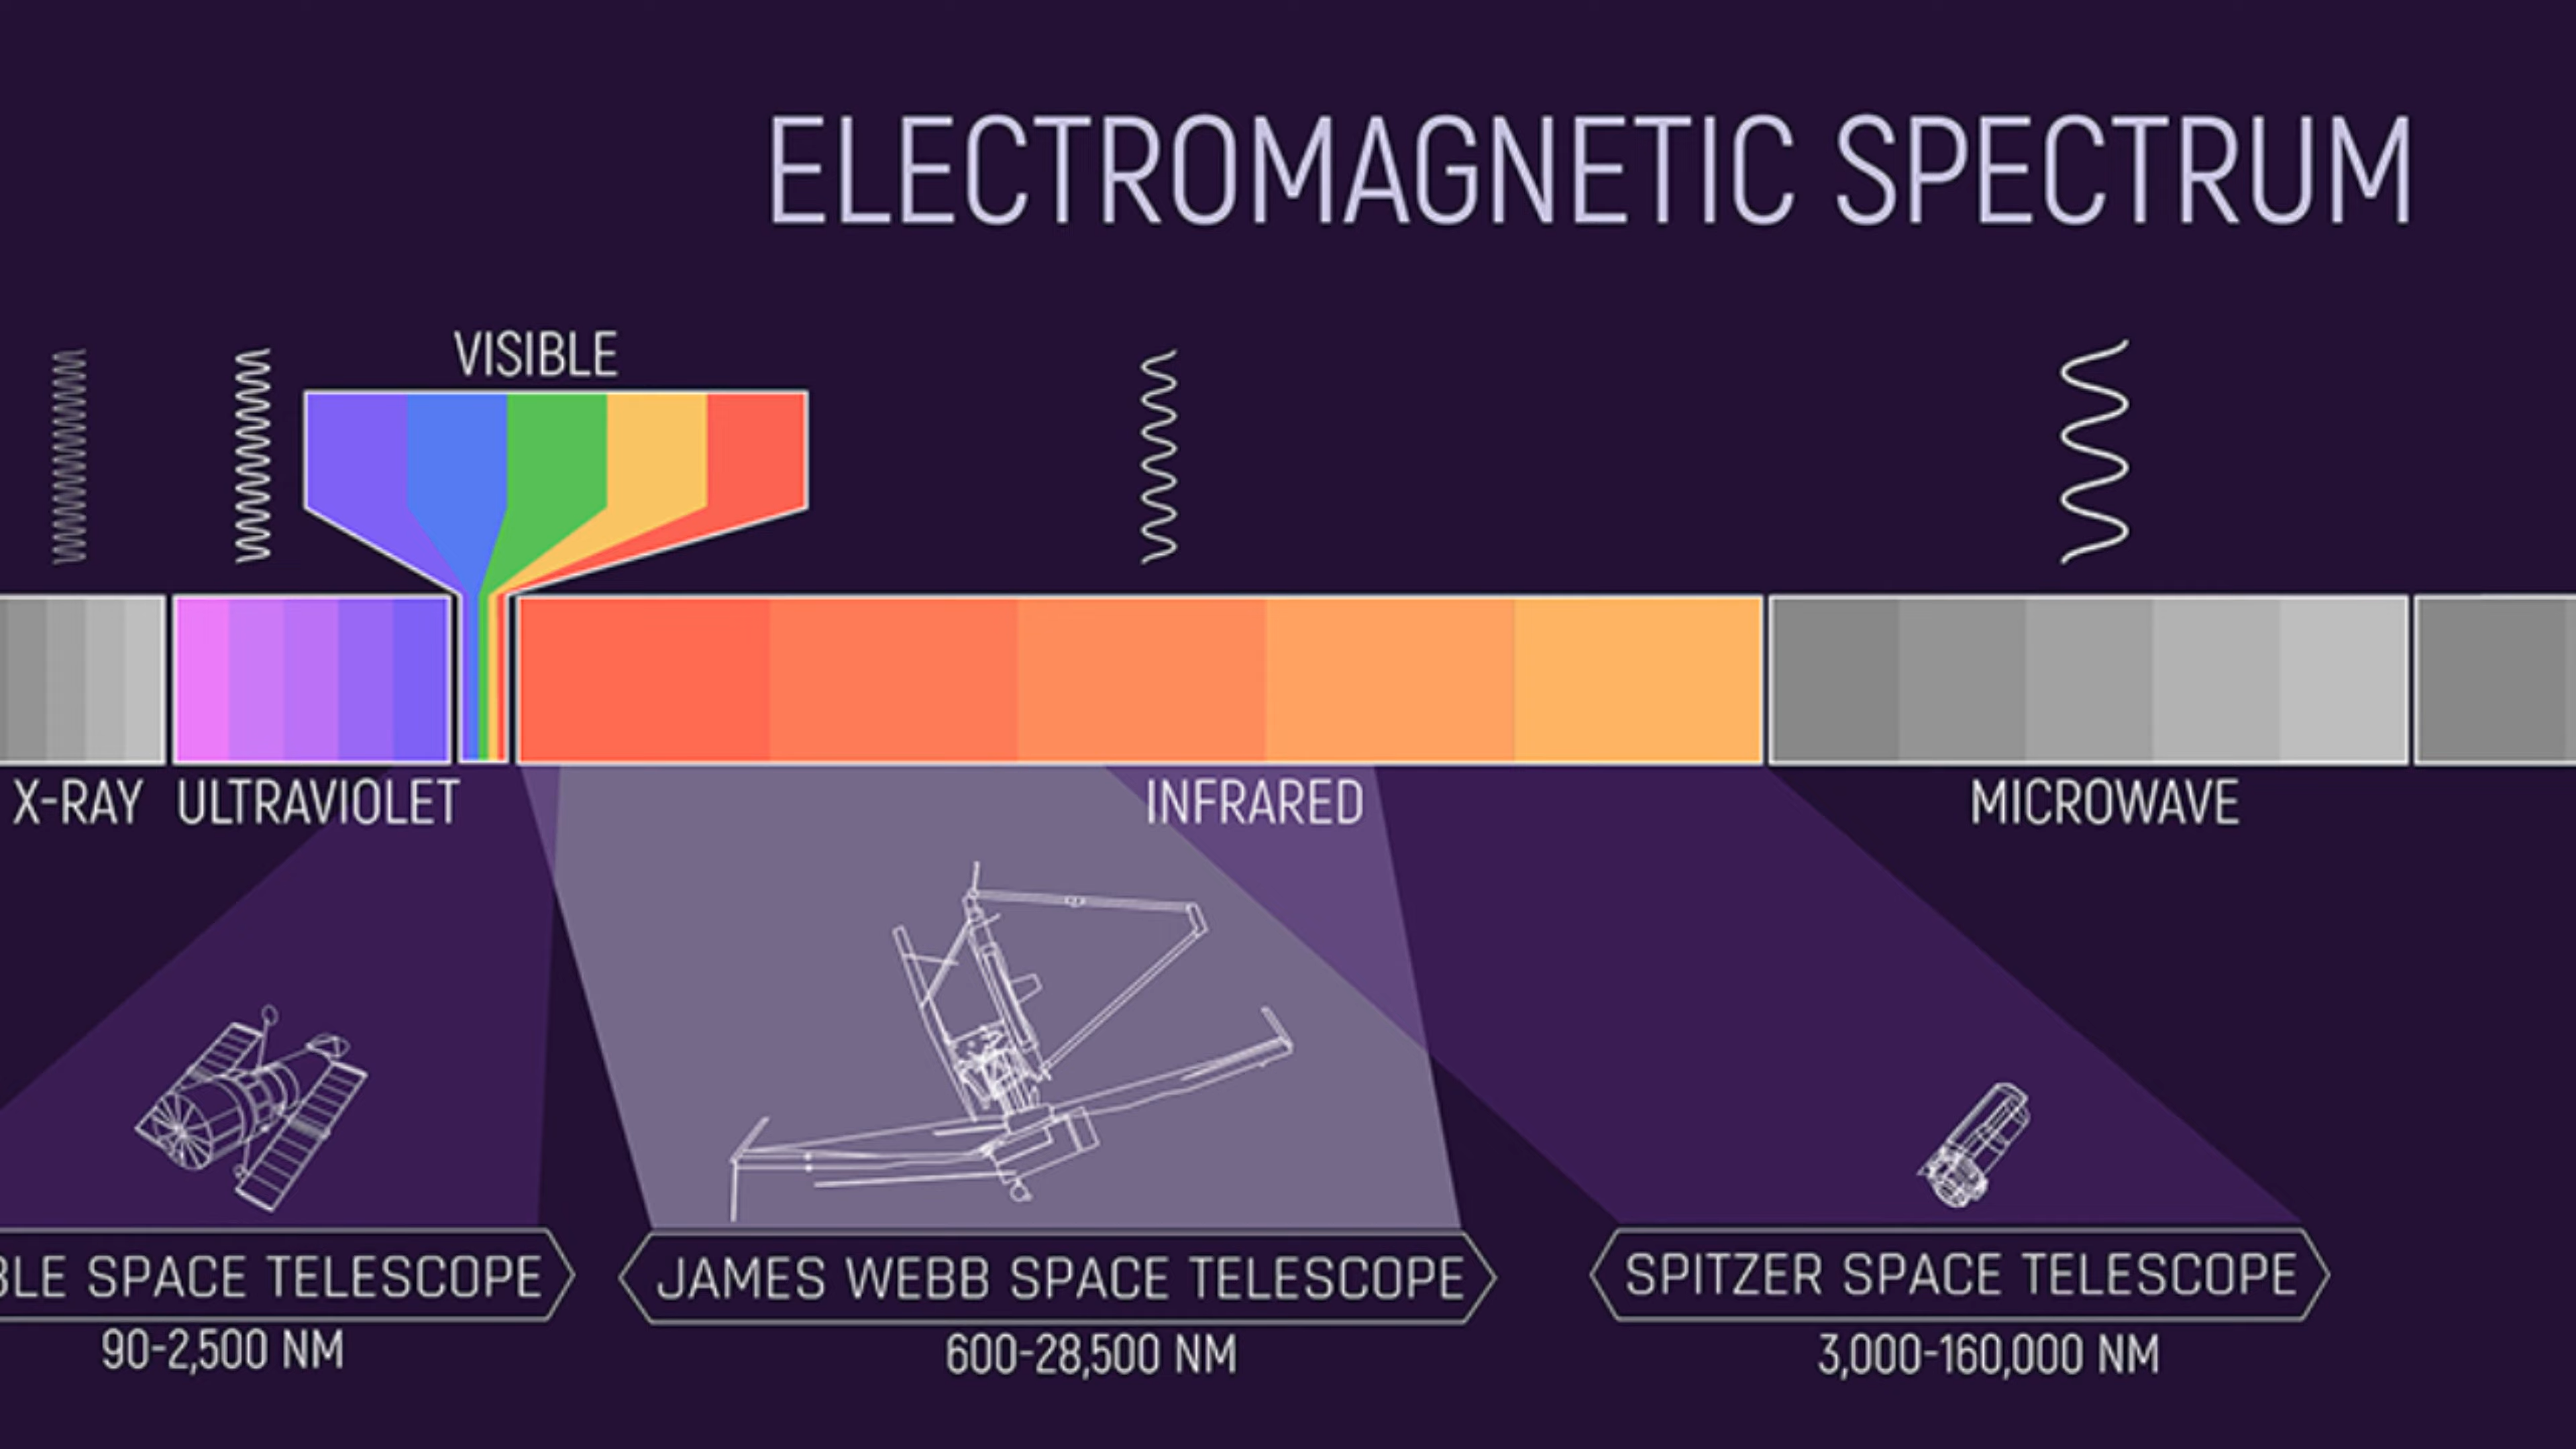 ELECTROMAGNETIC SPECTRUM
VISIBLE
X-RAY ULTRAVIOLET INFRARED MICROWAVE
BLE SPACE TELESCOPE
90-2,500 NM
JAMES WEBB SPACE TELESCOPE
600-28,500 NM
SPITZER SPACE TELESCOPE
3,000-160,000 NM